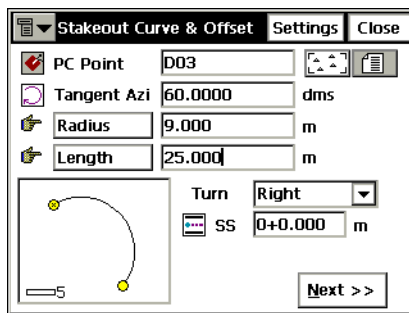 Stakeout Curve & Offset Settings Close
PC Point D03
Tangent Azi 60.0000 dms
Radius 9.000 m
Length 25.000 m
Turn Right
SS 0+0.000 m
5
Next >>